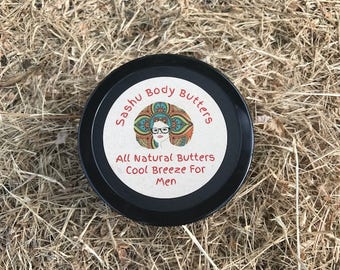 Sashu Body Butters
All Natural Butters
Cool Breeze For
Men